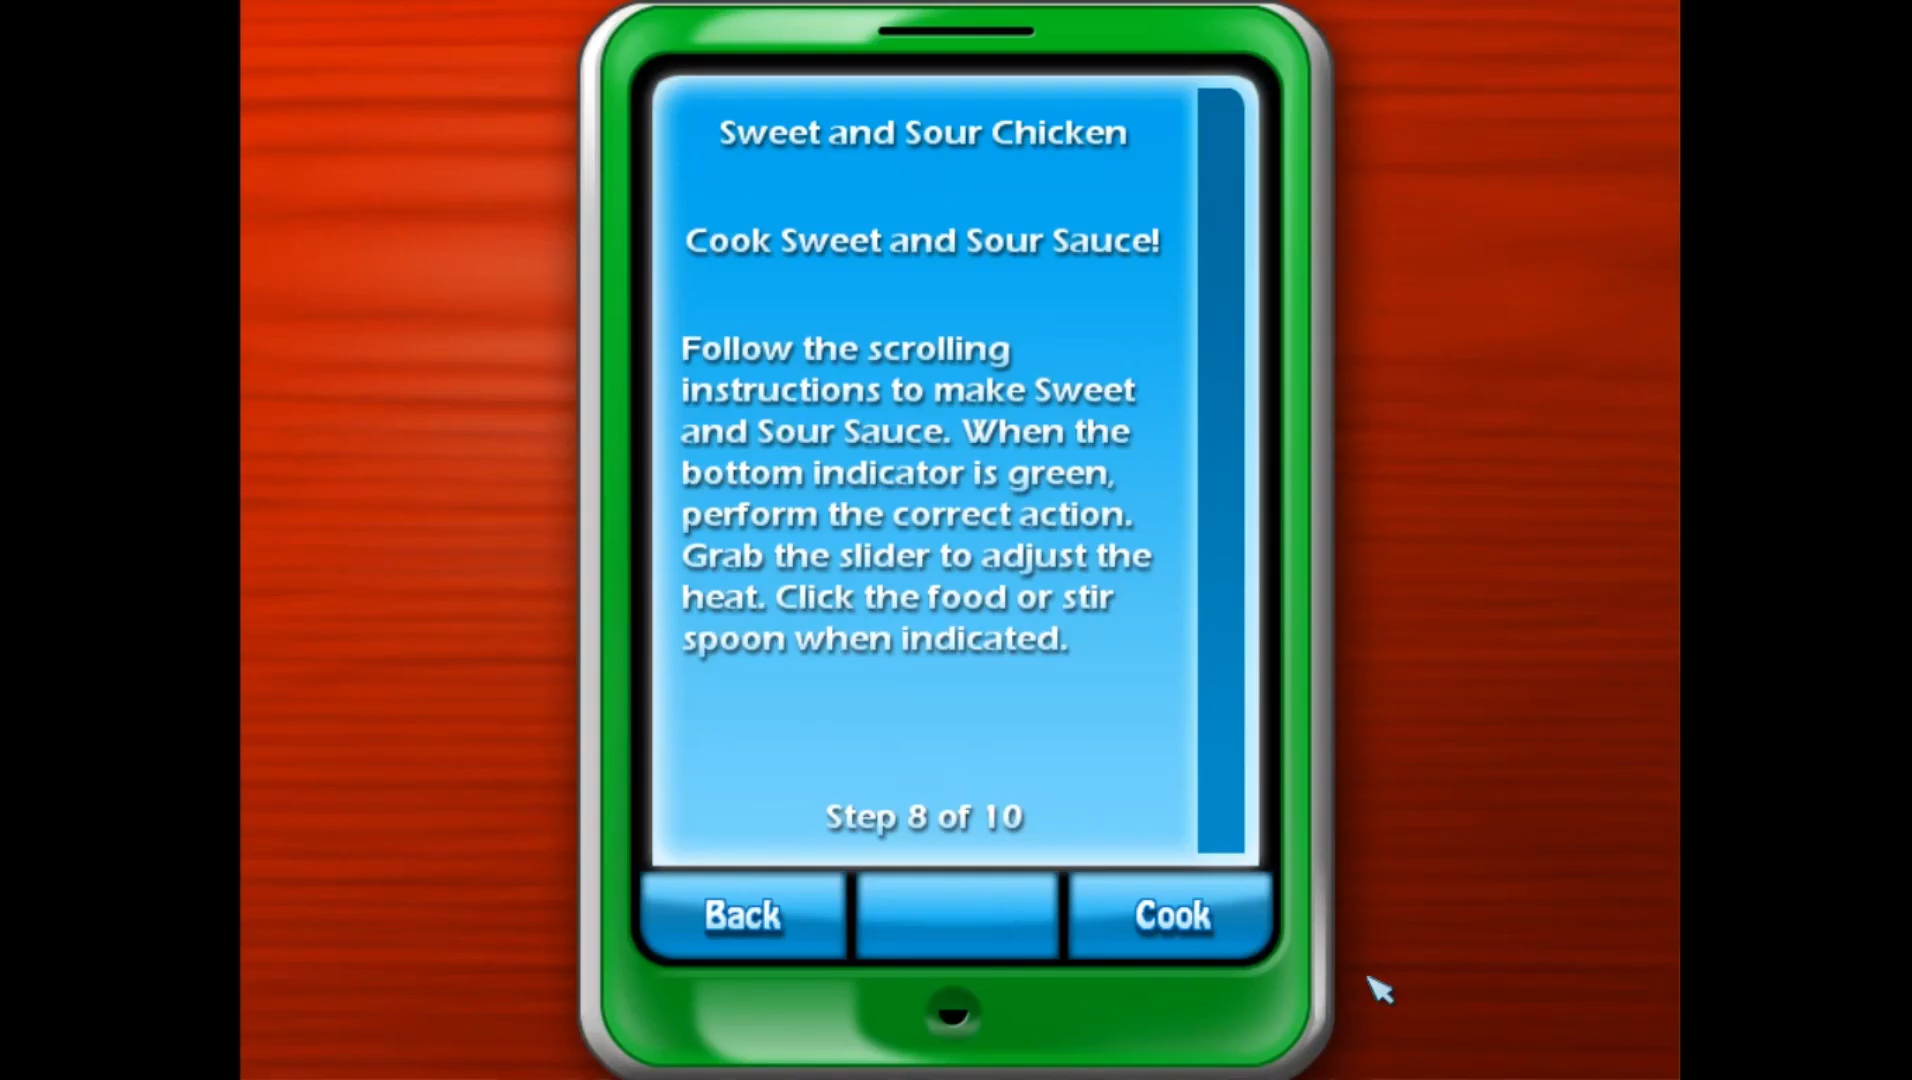 Sweet and Sour Chicken
Cook Sweet and Sour Sauce!
Follow the scrolling
instructions to make Sweet
and Sour Sauce. When the
bottom indicator is green,
perform the correct action.
Grab the slider to adjust the
heat. Click the food or stir
spoon when indicated.
Step 8 of 10
Back
Cook